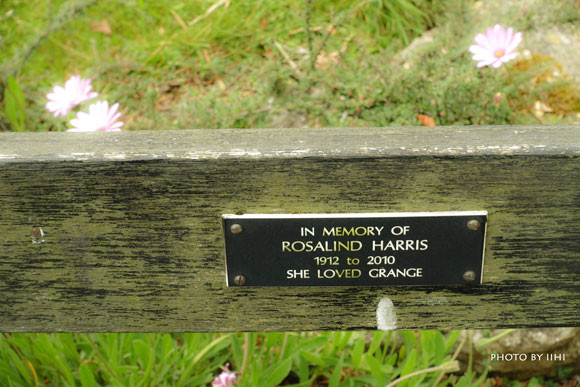 IN MEMORY OF
ROSALIND HARRIS
1912 to 2010
SHE LOVED GRANGE
PHOTO BY IIHI